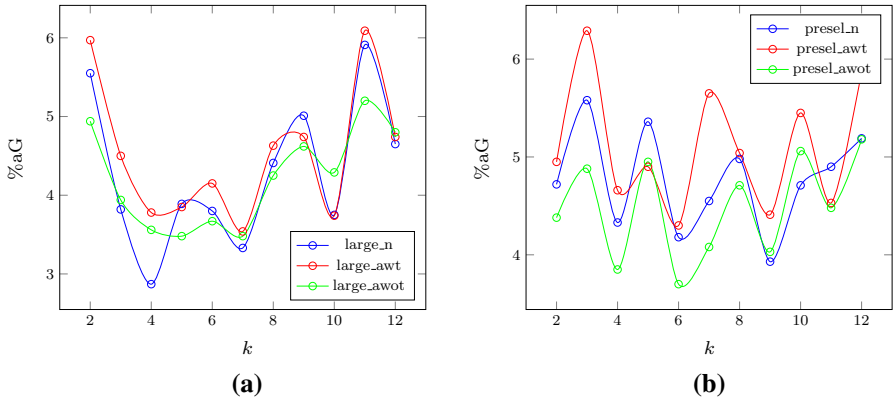 2
4
6
8
10
12
3
4
5
6
k
%aG
large_n
large_awt
large_awot
(a)
2
4
6
8
10
12
4
5
6
k
%aG
presel_n
presel_awt
presel_awot
(b)